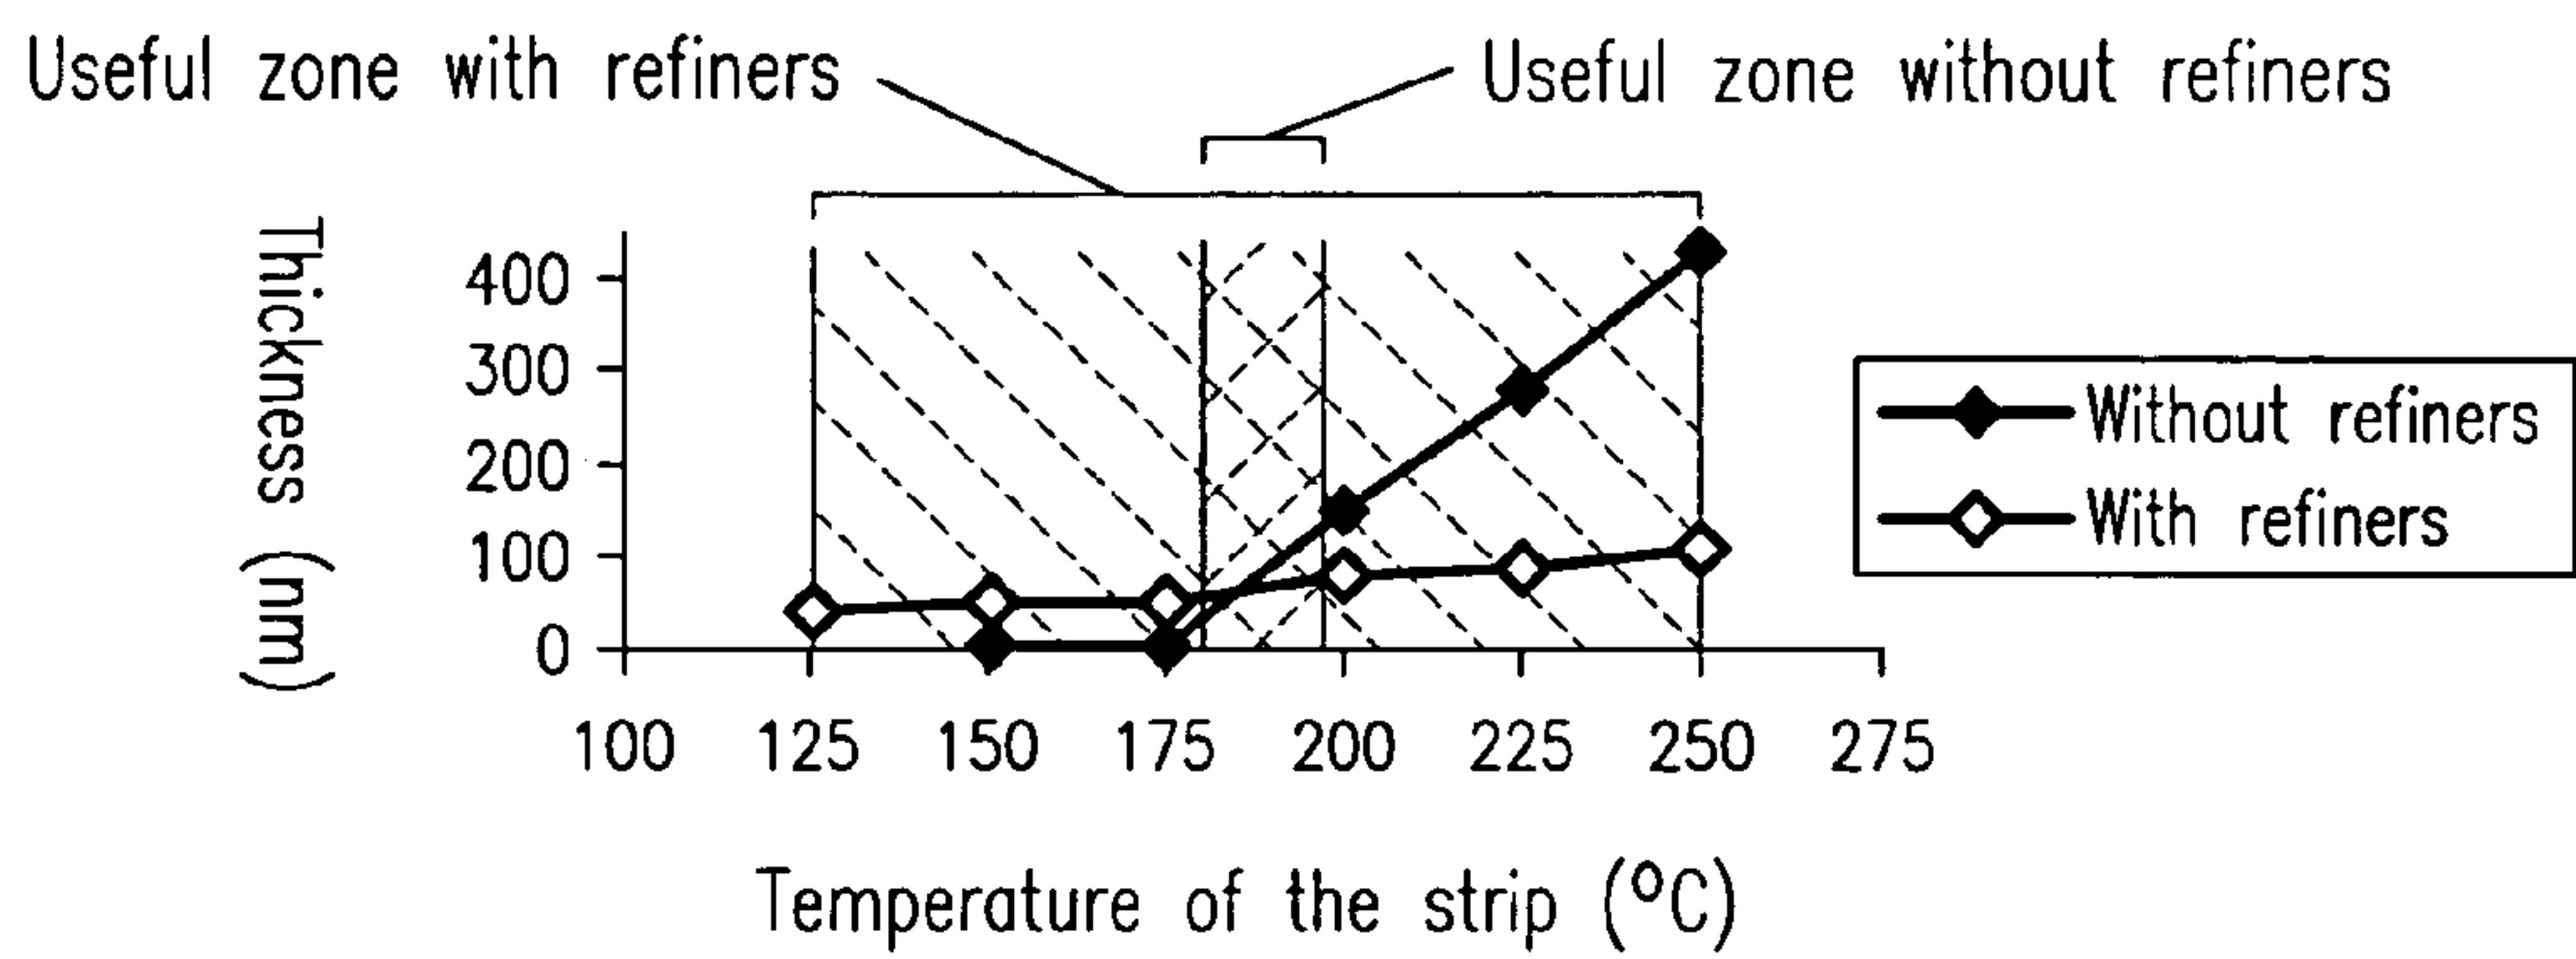 Useful zone with refiners
Useful zone without refiners
Thickness (nm)
400
300
200
100
0
100 125 150 175 200 225 250 275
Temperature of the strip (ºC)
Without refiners
With refiners